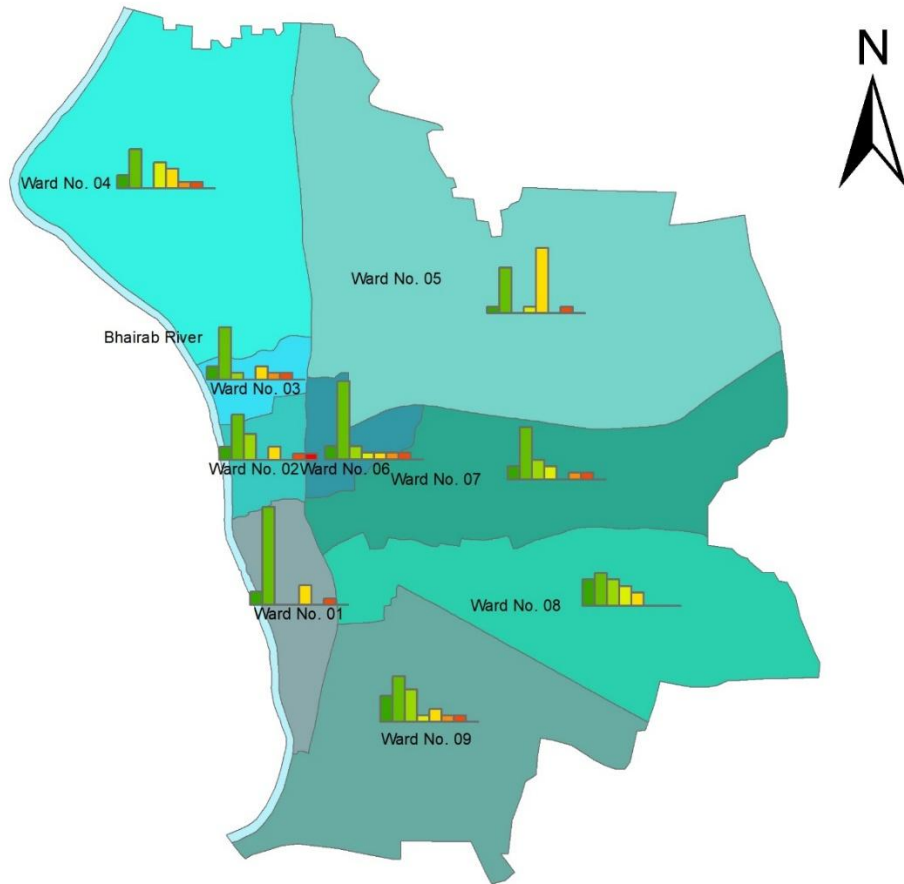 N
Ward No. 04
Ward No. 05
Bhairab River
Ward No. 03
Ward No. 02
Ward No. 06
Ward No. 07
Ward No. 01
Ward No. 08
Ward No. 09